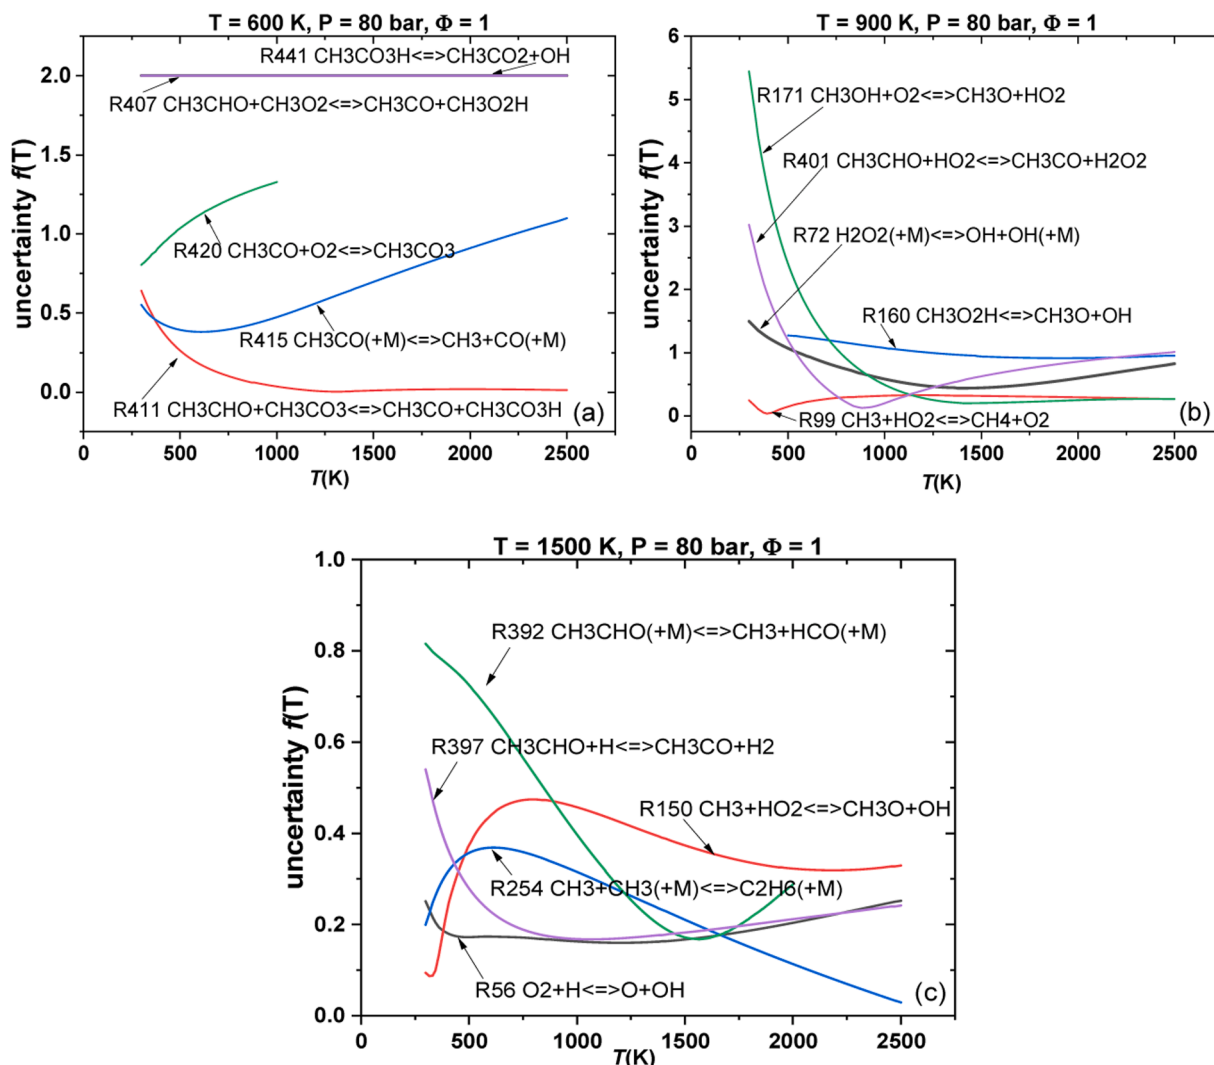 T = 600 K, P = 80 bar, Φ = 1
R441 CH3CO3H<=>CH3CO2+OH
2.0
R407 CH3CHO+CH3O2<=>CH3CO+CH3O2H
1.5
uncertainty f(T)
1.0
R420 CH3CO+O2<=>CH3CO3
0.5
R415 CH3CO(+M)<=>CH3+CO(+M)
0.0
R411 CH3CHO+CH3CO3<=>CH3CO+CH3CO3H
(a)
0 500 1000 1500 2000 2500
T(K)
T = 900 K, P = 80 bar, Φ = 1
6
R171 CH3OH+O2<=>CH3O+HO2
5
4
R401 CH3CHO+HO2<=>CH3CO+H2O2
uncertainty f(T)
3
R72 H2O2(+M)<=>OH+OH(+M)
2
R160 CH3O2H<=>CH3O+OH
1
0
R99 CH3+HO2<=>CH4+O2
(b)
0 500 1000 1500 2000 2500
T(K)
T = 1500 K, P = 80 bar, Φ = 1
1.0
R392 CH3CHO(+M)<=>CH3+HCO(+M)
0.8
uncertainty f(T)
0.6
R397 CH3CHO+H<=>CH3CO+H2
R150 CH3+HO2<=>CH3O+OH
0.4
R254 CH3+CH3(+M)<=>C2H6(+M)
0.2
R56 O2+H<=>O+OH
(c)
0.0
0 500 1000 1500 2000 2500
T(K)